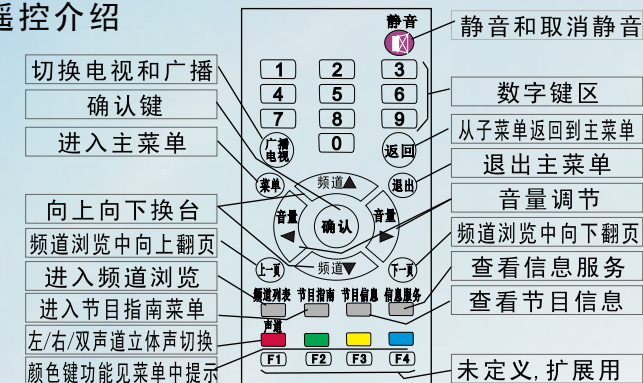 遥控介绍
静音
静音和取消静音
切换电视和广播
确认键
进入主菜单
1 2 3
4 5 6
7 8 9
0
广播
电视
返回
数字键区
从子菜单返回到主菜单
退出主菜单
音量调节
菜单
频道▲
退出
音量
◀
确认
音量
▶
向上向下换台
频道浏览中向上翻页
频道浏览中向下翻页
上一页
频道▼
下一页
进入频道浏览
查看信息服务
频道列表 节目指南 节目信息 信息服务
进入节目指南菜单
查看节目信息
声道
左/右/双声道立体声切换
F1 F2 F3 F4
颜色键功能见菜单中提示
未定义,扩展用